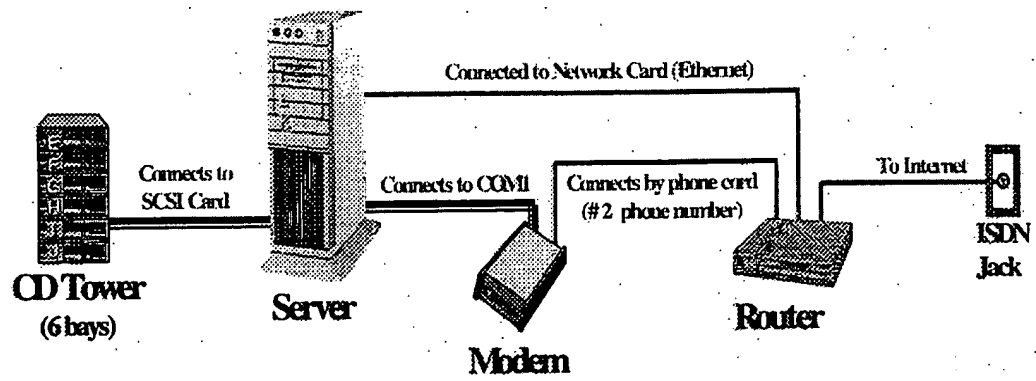 Connected to Network Card (Ethernet)
Connects to
SCSI Card
Connects to COM1
Connects by phone cord
(#2 phone number)
To Internet
CD Tower
(6 bays)
Server
Modem
Router
ISDN
Jack